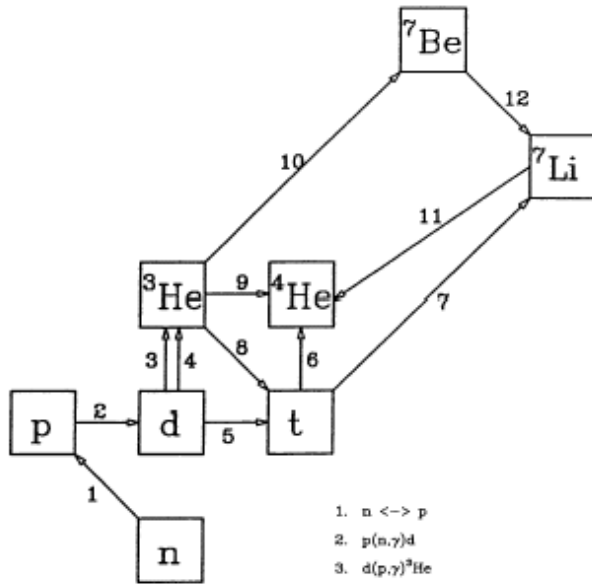 ⁷Be
12
⁷Li
10
11
³He
9
⁴He
7
3
4
8
6
p
2
d
5
t
1
n
1. n <-> p
2. p(n,γ)d
3. d(p,γ)³He